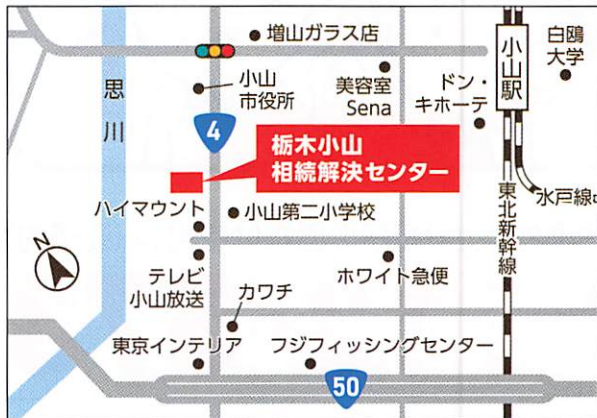 増山ガラス店
小山駅
白鴎
大学
小山
市役所
美容室
Sena
ドン・
キホーテ
思川
4
栃木小山
相続解決センター
ハイマウント
小山第二小学校
水戸線
東北新幹線
N
テレビ
小山放送
カワチ
ホワイト急便
東京インテリア
フジフィッシングセンター
50